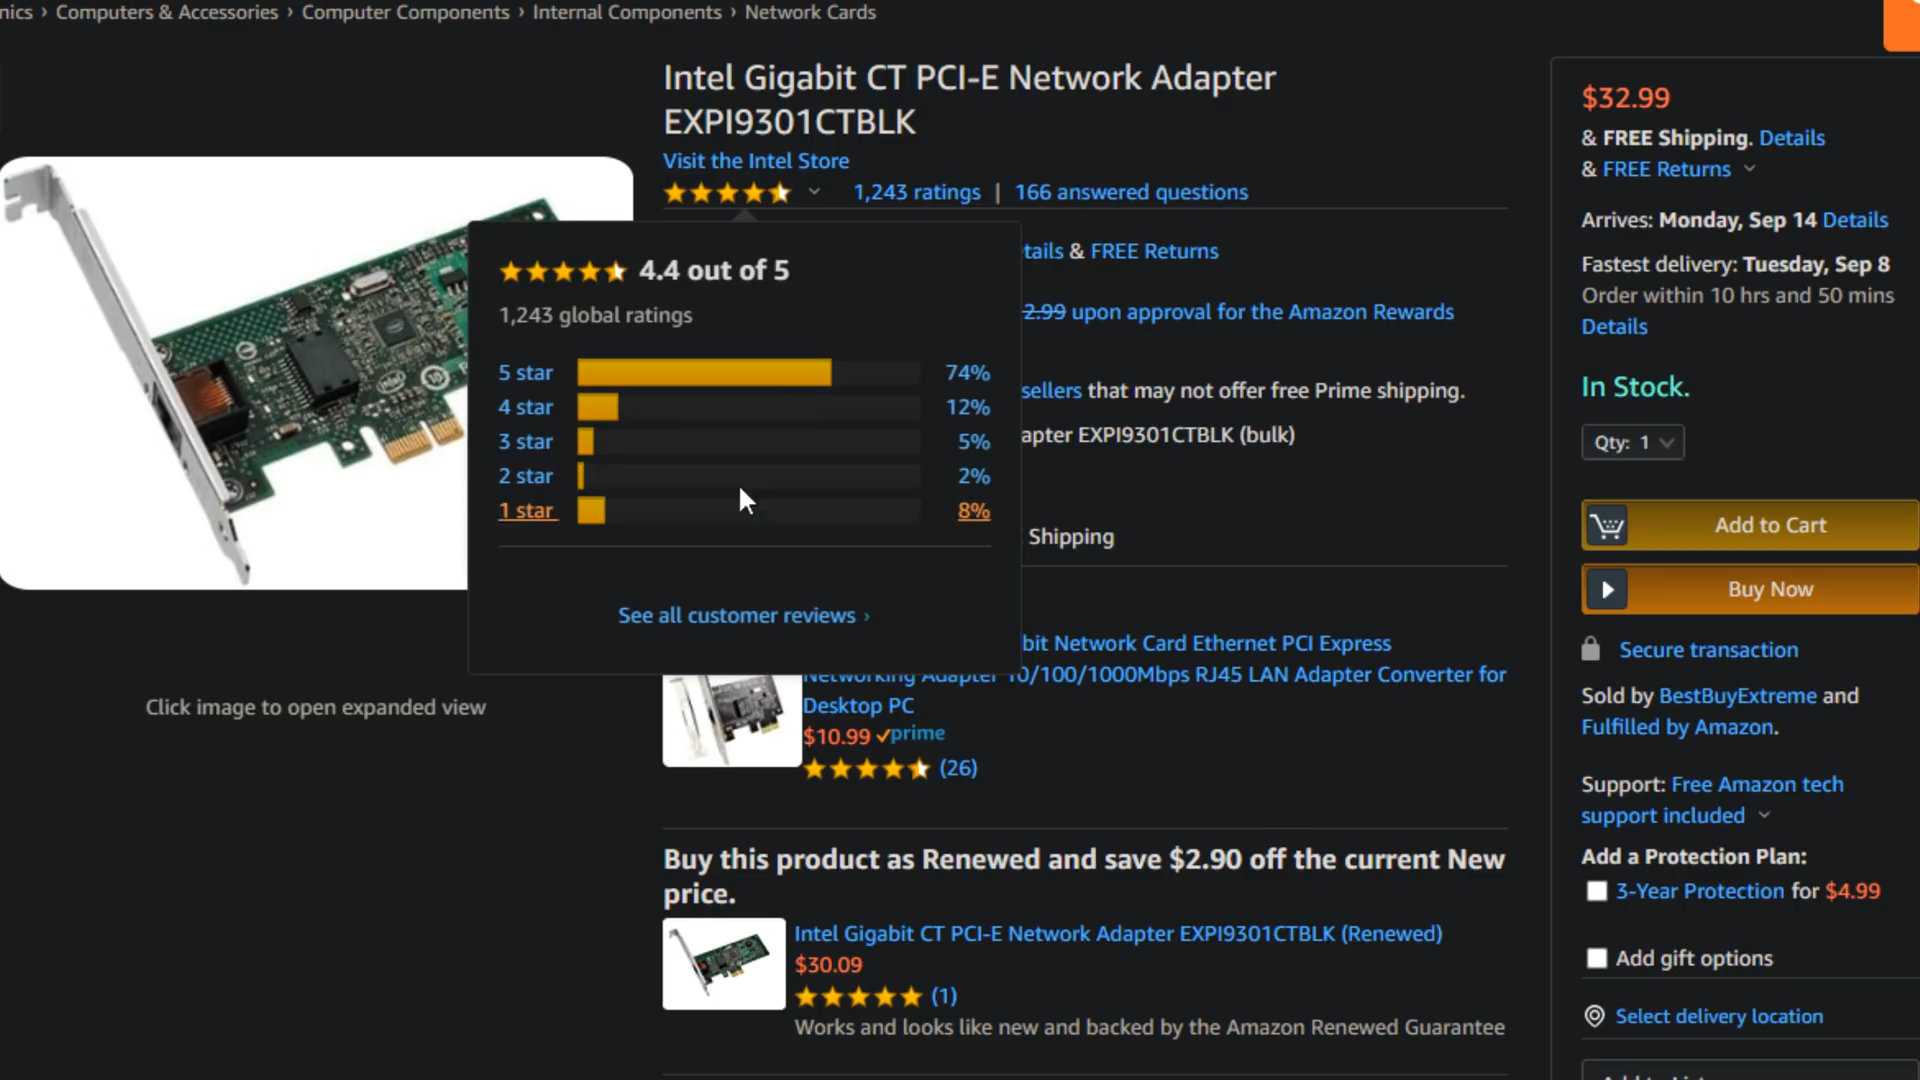 nics › Computers & Accessories › Computer Components › Internal Components › Network Cards
Intel Gigabit CT PCI-E Network Adapter
EXPI9301CTBLK
Visit the Intel Store
1,243 ratings | 166 answered questions
4.4 out of 5
1,243 global ratings
5 star 74%
4 star 12%
3 star 5%
2 star 2%
1 star 8%
See all customer reviews ›
tails & FREE Returns
2.99 upon approval for the Amazon Rewards
sellers that may not offer free Prime shipping.
apter EXPI9301CTBLK (bulk)
Shipping
bit Network Card Ethernet PCI Express
Networking Adapter 10/100/1000Mbps RJ45 LAN Adapter Converter for
Desktop PC
$10.99 prime
(26)
Click image to open expanded view
Buy this product as Renewed and save $2.90 off the current New
price.
Intel Gigabit CT PCI-E Network Adapter EXPI9301CTBLK (Renewed)
$30.09
(1)
Works and looks like new and backed by the Amazon Renewed Guarantee
$32.99
& FREE Shipping. Details
& FREE Returns
Arrives: Monday, Sep 14 Details
Fastest delivery: Tuesday, Sep 8
Order within 10 hrs and 50 mins
Details
In Stock.
Qty: 1
Add to Cart
Buy Now
Secure transaction
Sold by BestBuyExtreme and
Fulfilled by Amazon.
Support: Free Amazon tech
support included
Add a Protection Plan:
3-Year Protection for $4.99
Add gift options
Select delivery location